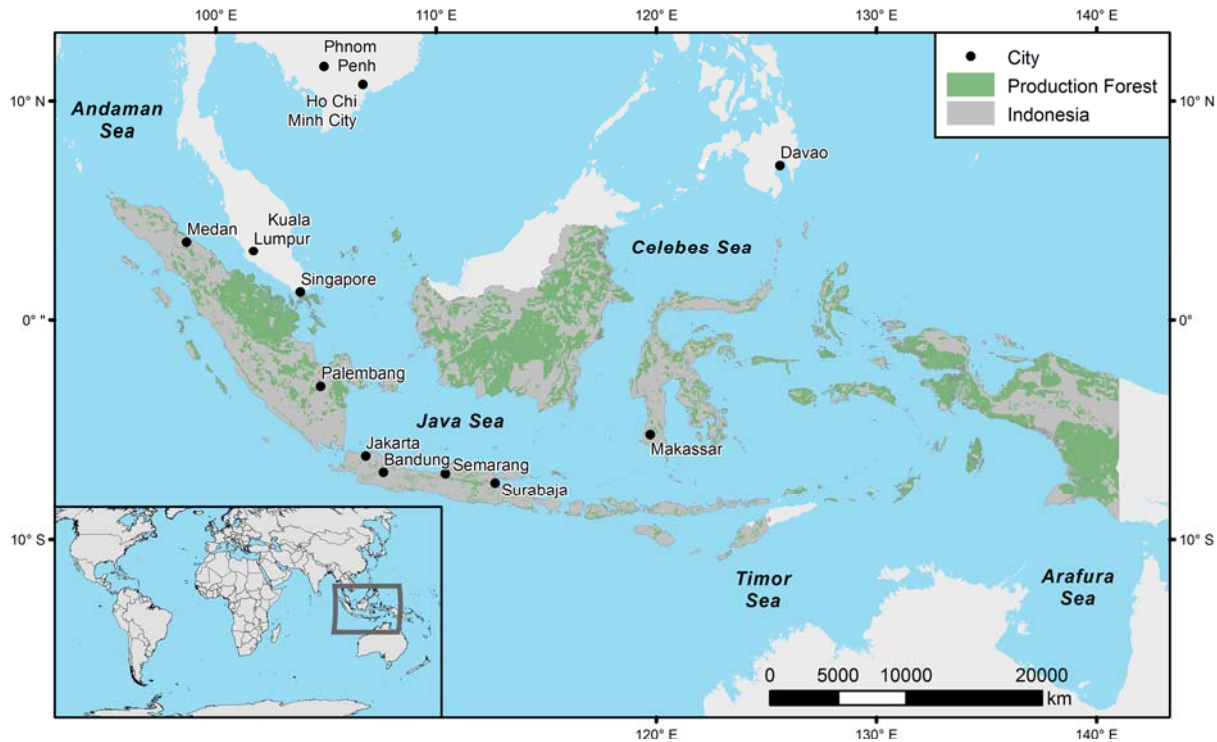 100° E
110° E
120° E
130° E
140° E
Phnom
Penh
Ho Chi
Minh City
Andaman
Sea
City
Production Forest
Indonesia
10° N
10° N
Davao
Medan
Kuala
Lumpur
Celebes Sea
Singapore
0° "
0°
Palembang
Java Sea
Jakarta
Bandung
Semarang
Makassar
Surabaja
10° S
10° S
Timor
Sea
Arafura
Sea
0 5000 10000 20000
km
120° E
130° E
140° E